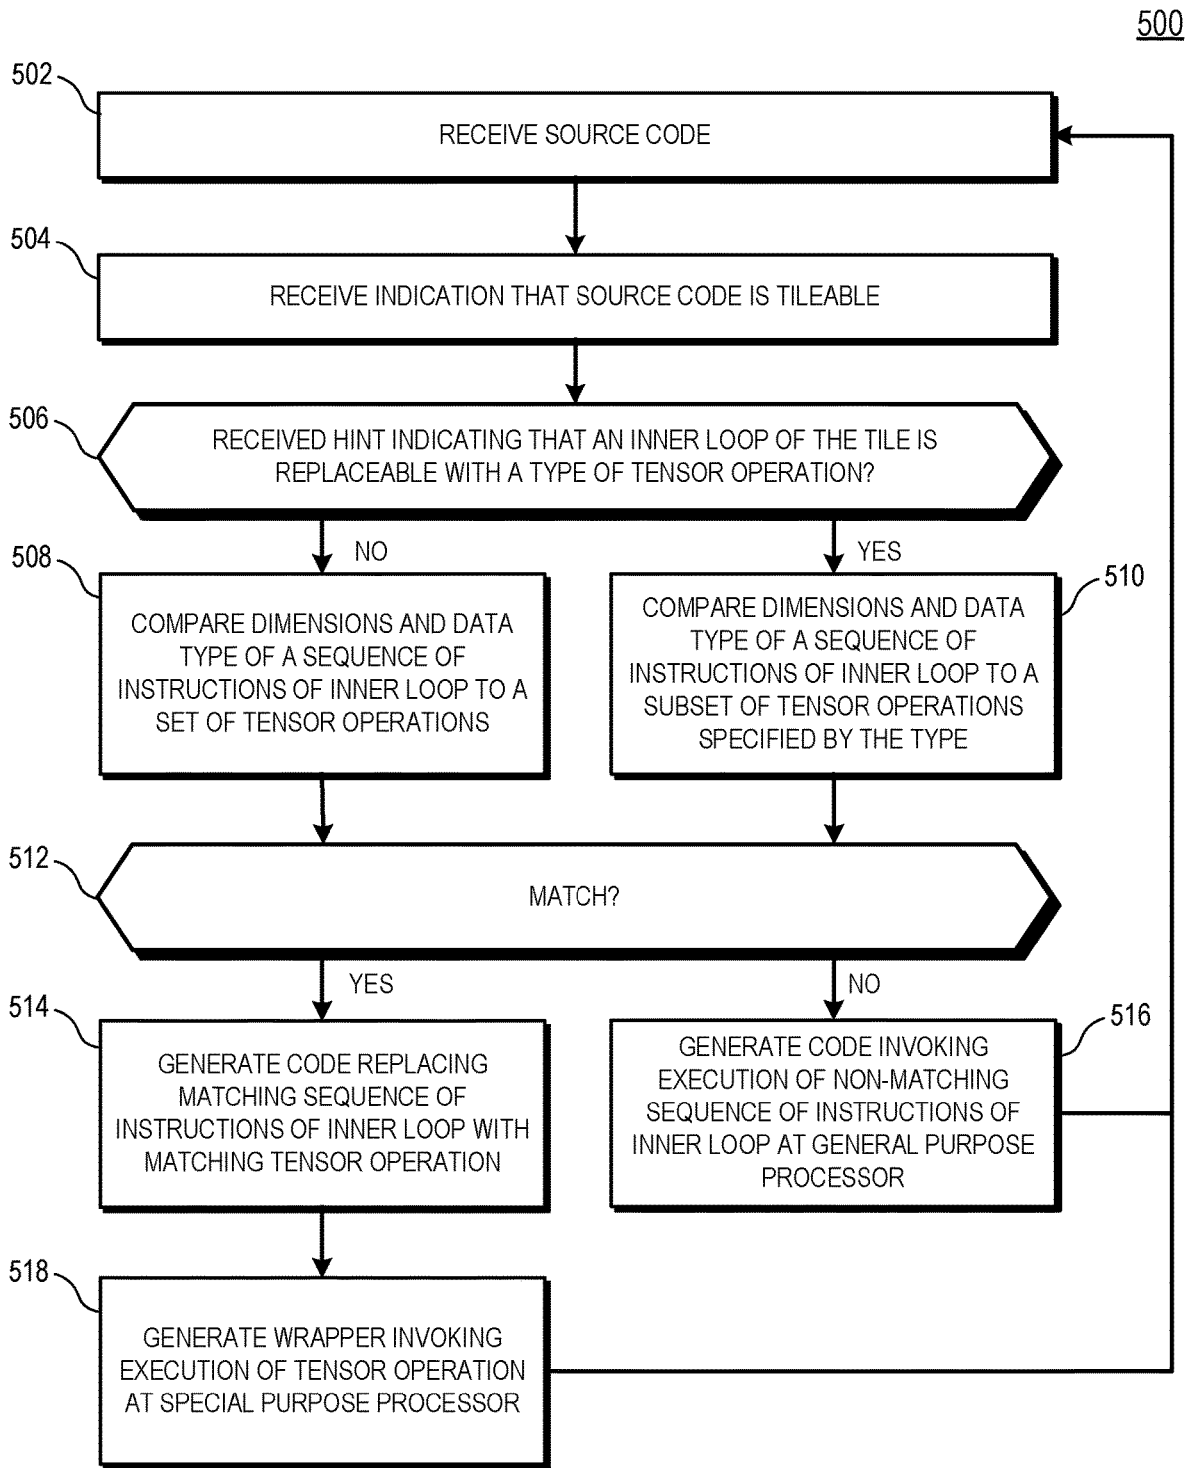 500
502
RECEIVE SOURCE CODE
504
RECEIVE INDICATION THAT SOURCE CODE IS TILEABLE
506
RECEIVED HINT INDICATING THAT AN INNER LOOP OF THE TILE IS
REPLACEABLE WITH A TYPE OF TENSOR OPERATION?
NO
YES
508
COMPARE DIMENSIONS AND DATA
TYPE OF A SEQUENCE OF
INSTRUCTIONS OF INNER LOOP TO A
SET OF TENSOR OPERATIONS
510
COMPARE DIMENSIONS AND DATA
TYPE OF A SEQUENCE OF
INSTRUCTIONS OF INNER LOOP TO A
SUBSET OF TENSOR OPERATIONS
SPECIFIED BY THE TYPE
512
MATCH?
YES
NO
514
GENERATE CODE REPLACING
MATCHING SEQUENCE OF
INSTRUCTIONS OF INNER LOOP WITH
MATCHING TENSOR OPERATION
516
GENERATE CODE INVOKING
EXECUTION OF NON-MATCHING
SEQUENCE OF INSTRUCTIONS OF
INNER LOOP AT GENERAL PURPOSE
PROCESSOR
518
GENERATE WRAPPER INVOKING
EXECUTION OF TENSOR OPERATION
AT SPECIAL PURPOSE PROCESSOR